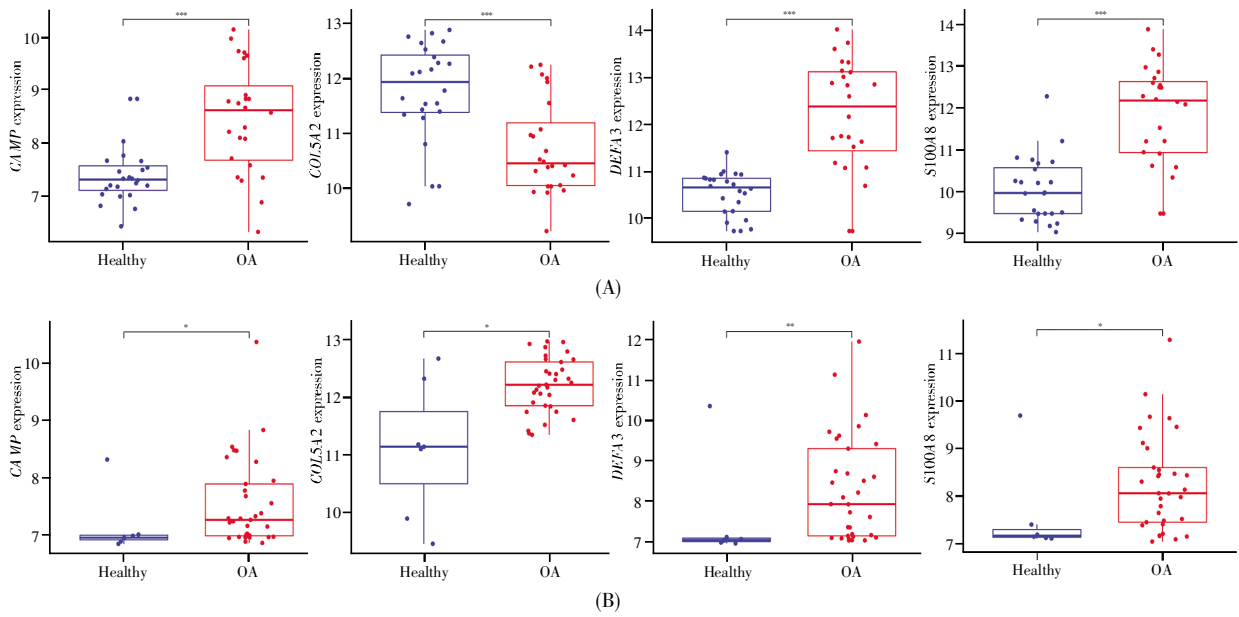 *** *** *** ***
CAMP expression
10
9
8
7
Healthy OA
COL5A2 expression
13
12
11
10
Healthy OA
DEFA3 expression
14
13
12
11
10
Healthy OA
S100A8 expression
14
13
12
11
10
9
Healthy OA
(A)
* * ** *
CAMP expression
10
9
8
7
Healthy OA
COL5A2 expression
13
12
11
10
Healthy OA
DEFA3 expression
12
11
10
9
8
7
Healthy OA
S100A8 expression
11
10
9
8
7
Healthy OA
(B)